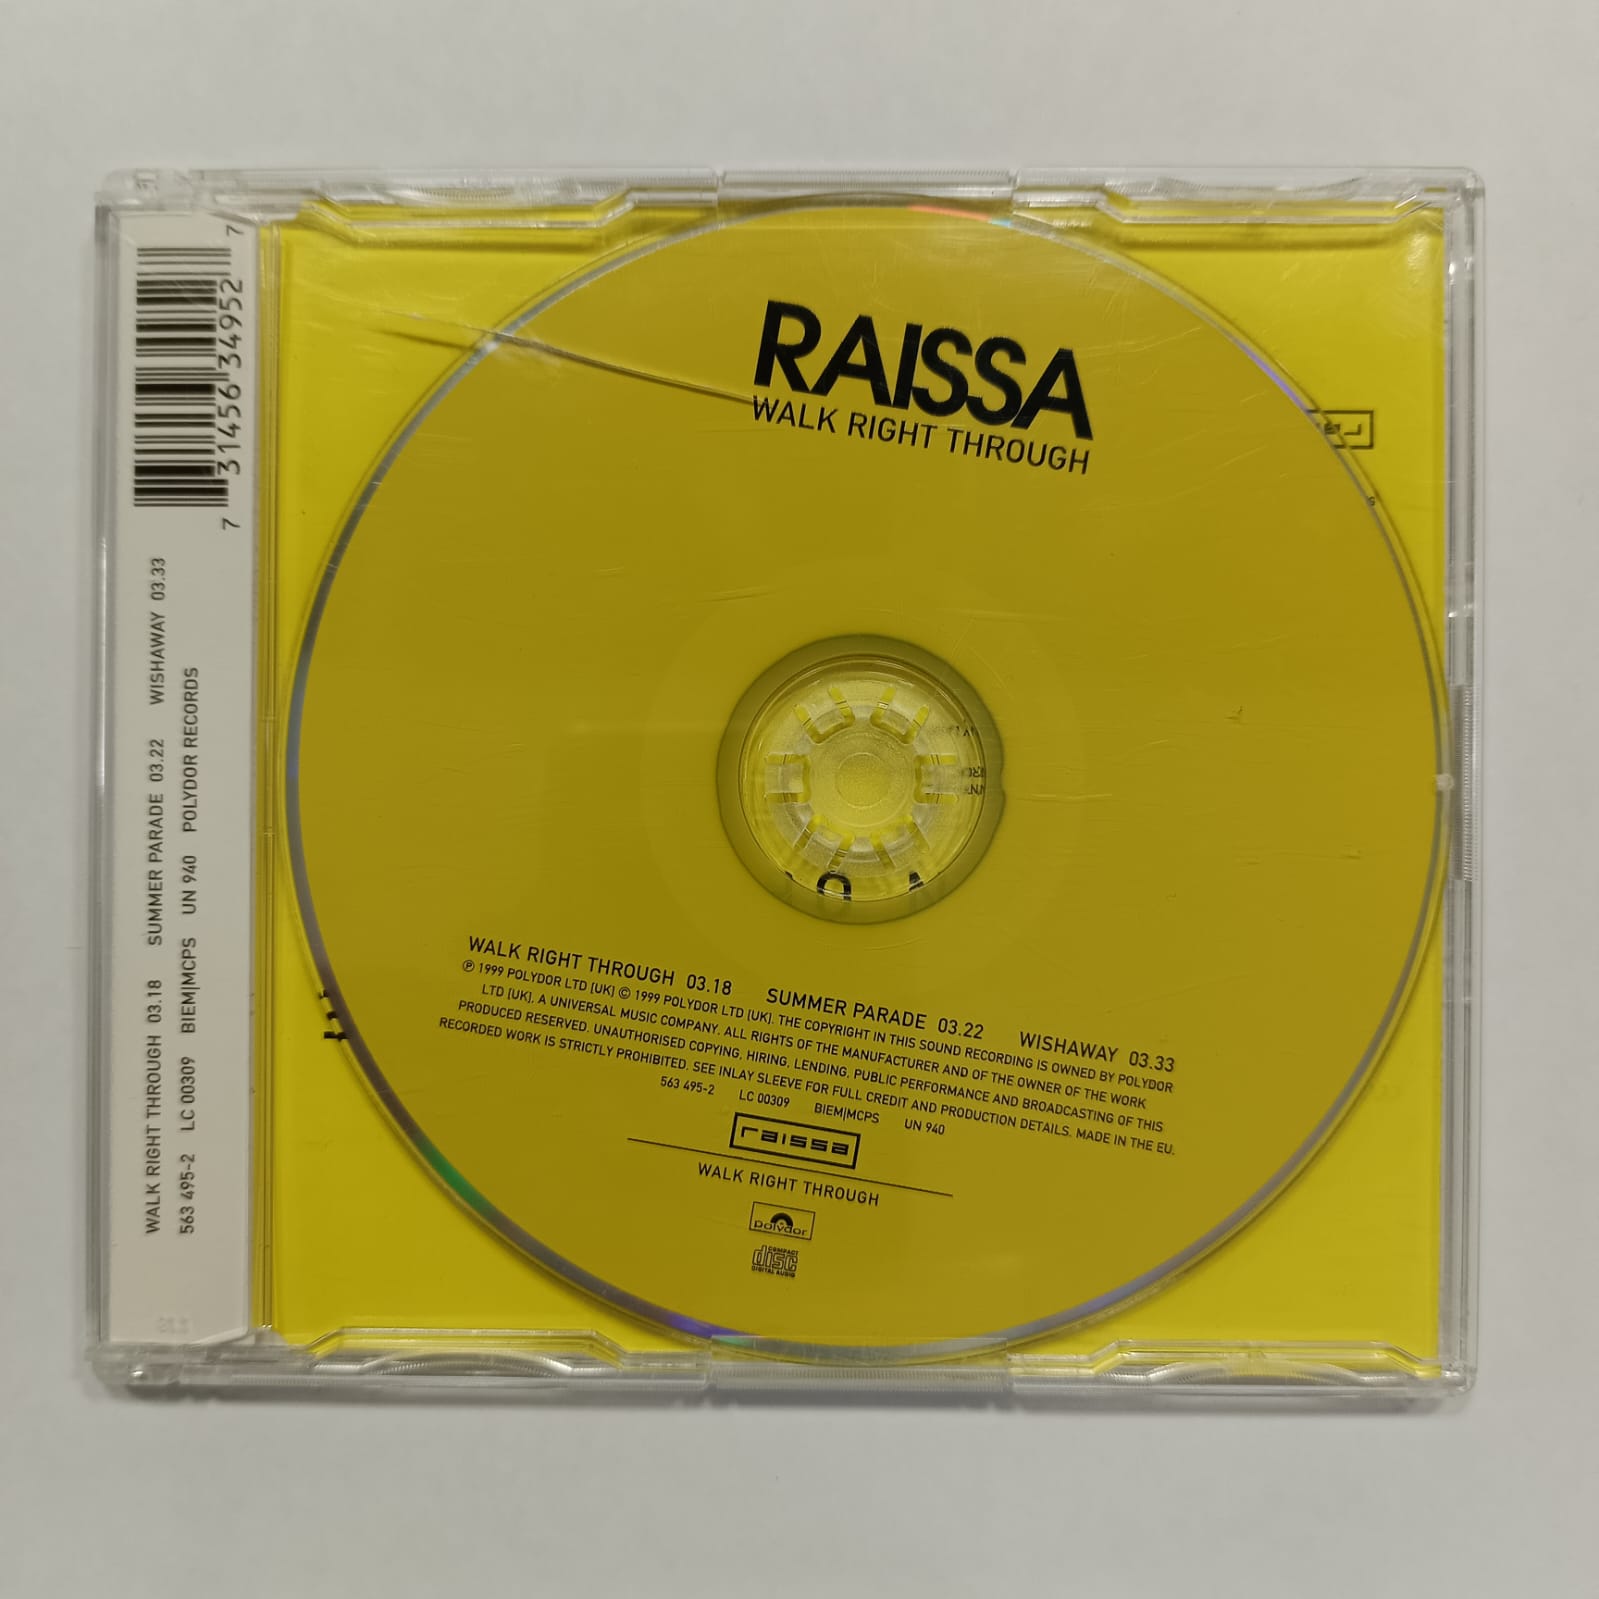 RAISSA
WALK RIGHT THROUGH
WALK RIGHT THROUGH 03.18 SUMMER PARADE 03.22 WISHAWAY 03.33
℗ 1999 POLYDOR LTD [UK] © 1999 POLYDOR LTD [UK]. THE COPYRIGHT IN THIS SOUND RECORDING IS OWNED BY POLYDOR
LTD [UK], A UNIVERSAL MUSIC COMPANY. ALL RIGHTS OF THE MANUFACTURER AND OF THE OWNER OF THE WORK
PRODUCED RESERVED. UNAUTHORISED COPYING, HIRING, LENDING, PUBLIC PERFORMANCE AND BROADCASTING OF THIS
RECORDED WORK IS STRICTLY PROHIBITED. SEE INLAY SLEEVE FOR FULL CREDIT AND PRODUCTION DETAILS. MADE IN THE EU.
563 495-2 LC 00309 BIEM|MCPS UN 940
raissa
WALK RIGHT THROUGH
polydor
COMPACT
disc
DIGITAL AUDIO
7 31456 34952 7
WALK RIGHT THROUGH 03.18 SUMMER PARADE 03.22 WISHAWAY 03.33
563 495-2 LC 00309 BIEM|MCPS UN 940 POLYDOR RECORDS